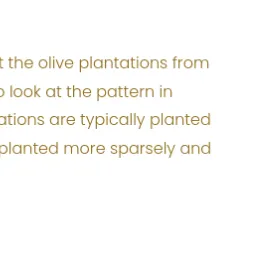 t the olive plantations from
o look at the pattern in
ations are typically planted
planted more sparsely and